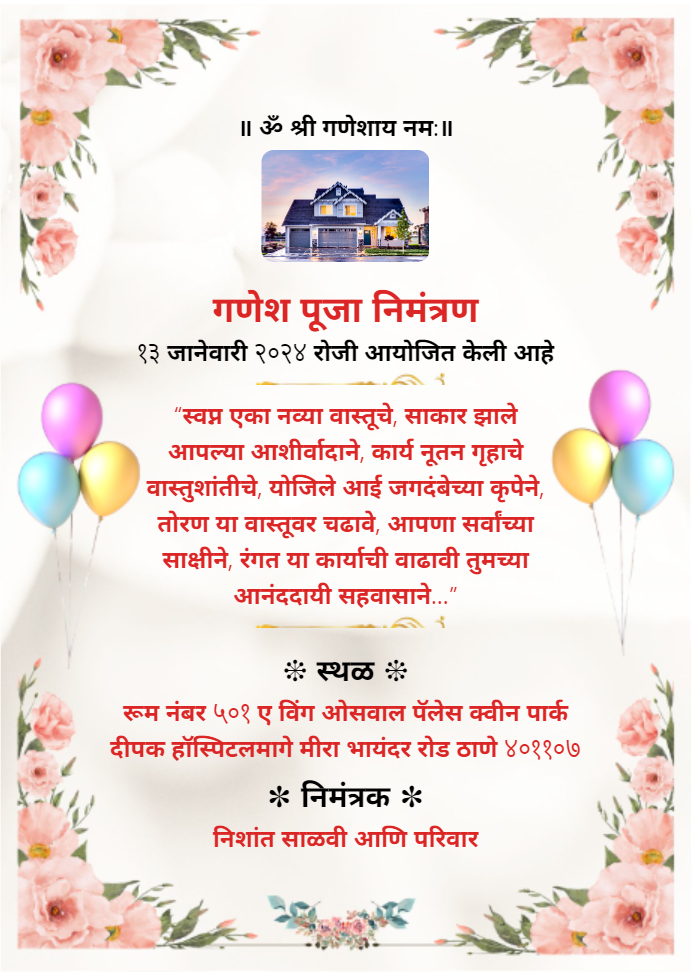 ॥ ॐ श्री गणेशाय नम:॥
गणेश पूजा निमंत्रण
१३ जानेवारी २०२४ रोजी आयोजित केली आहे
“स्वप्न एका नव्या वास्तूचे, साकार झाले
आपल्या आशीर्वादाने, कार्य नूतन गृहाचे
वास्तुशांतीचे, योजिले आई जगदंबेच्या कृपेने,
तोरण या वास्तूवर चढावे, आपणा सर्वांच्या
साक्षीने, रंगत या कार्याची वाढावी तुमच्या
आनंददायी सहवासाने...”
❊ स्थळ ❊
रूम नंबर ५०१ ए विंग ओसवाल पॅलेस क्वीन पार्क
दीपक हॉस्पिटलमागे मीरा भायंदर रोड ठाणे ४०११०७
✻ निमंत्रक ✻
निशांत साळवी आणि परिवार